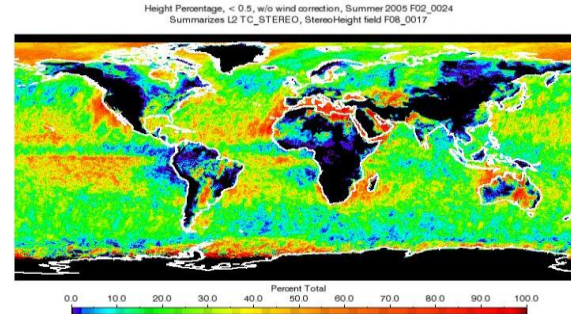 Height Percentage, < 0.5, w/o wind correction, Summer 2005 F02_0024
Summarizes L2 TC_STEREO, StereoHeight field F08_0017
Percent Total
0.0 10.0 20.0 30.0 40.0 50.0 60.0 70.0 80.0 90.0 100.0